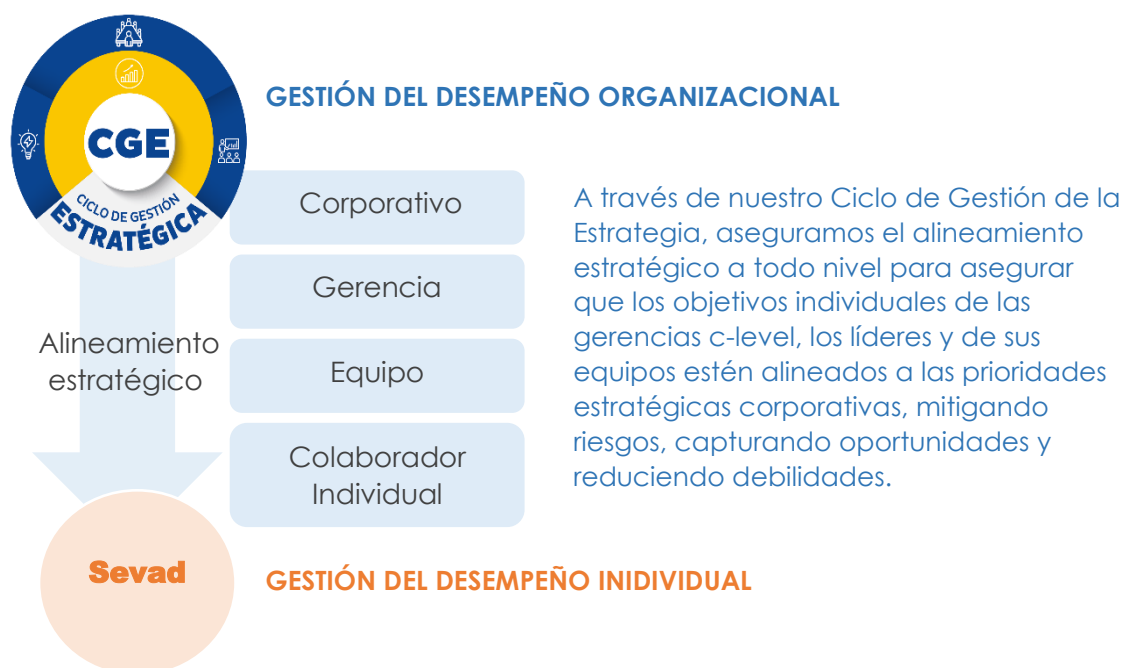 CGE
CICLO DE GESTIÓN
ESTRATÉGICA
GESTIÓN DEL DESEMPEÑO ORGANIZACIONAL
Alineamiento
estratégico
Corporativo
Gerencia
Equipo
Colaborador
Individual
A través de nuestro Ciclo de Gestión de la
Estrategia, aseguramos el alineamiento
estratégico a todo nivel para asegurar
que los objetivos individuales de las
gerencias c-level, los líderes y de sus
equipos estén alineados a las prioridades
estratégicas corporativas, mitigando
riesgos, capturando oportunidades y
reduciendo debilidades.
Sevad
GESTIÓN DEL DESEMPEÑO INIDIVIDUAL